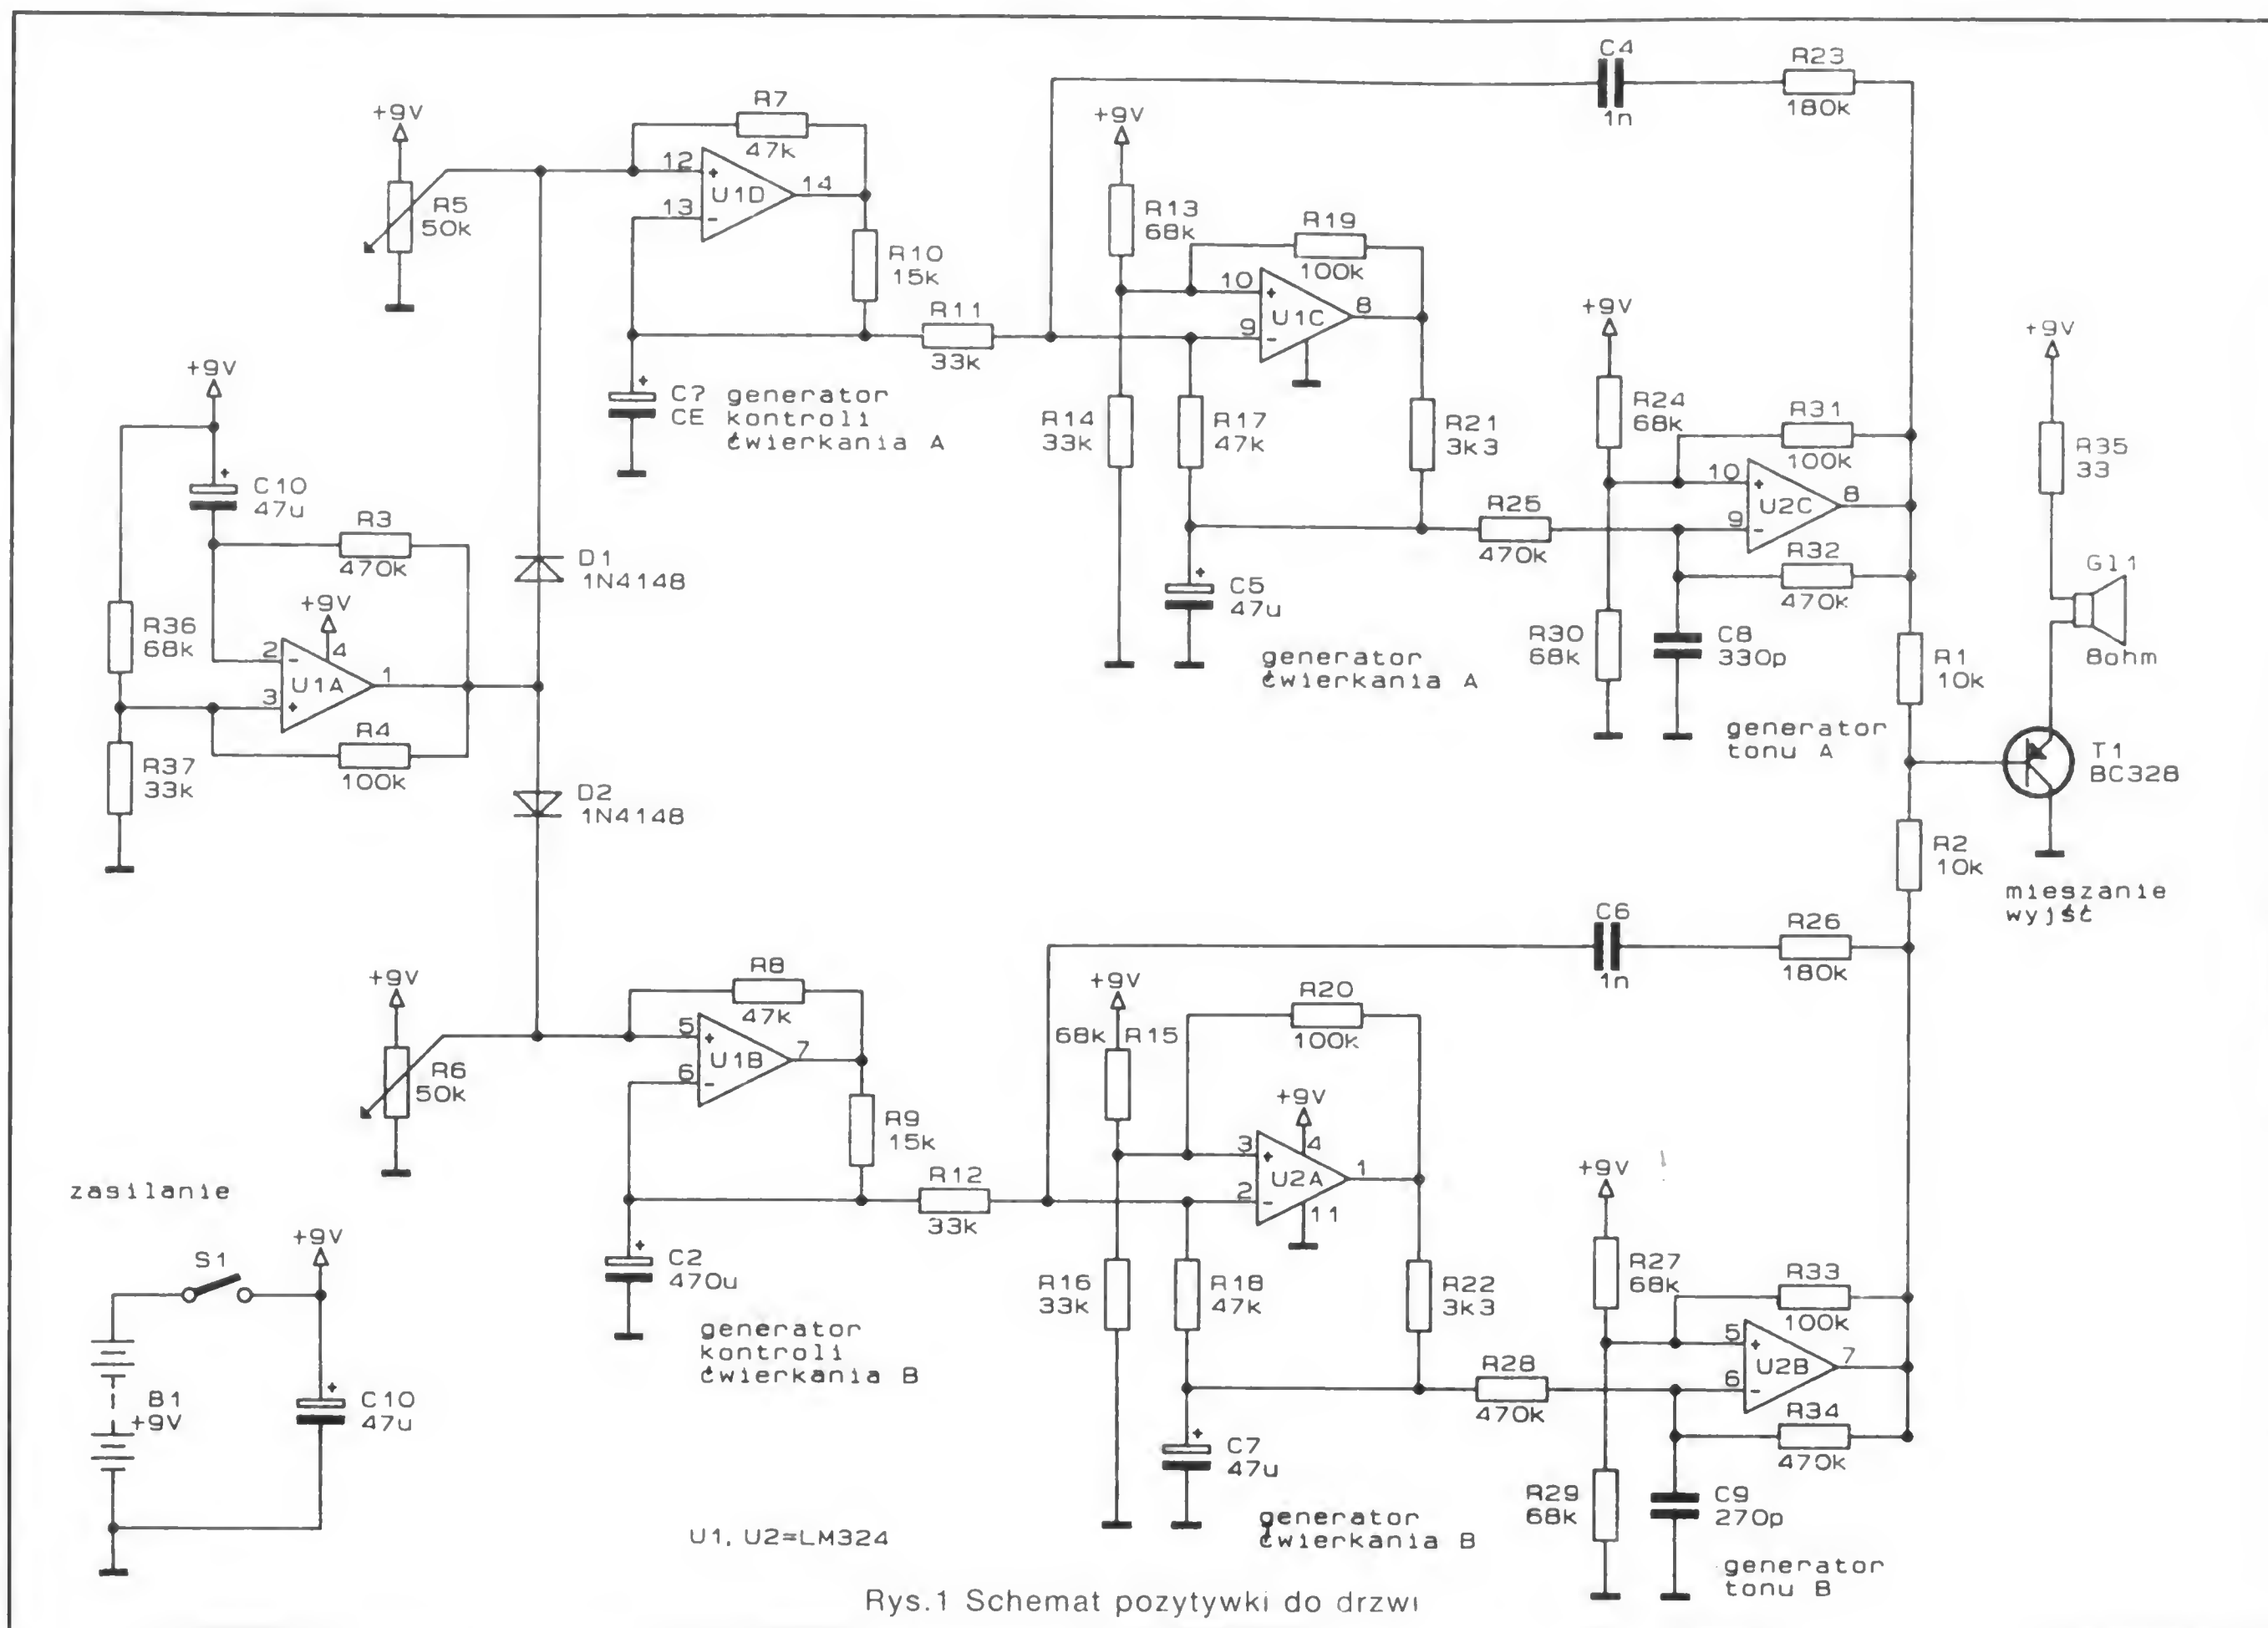 C4
1n
R23
180k
+9V
R7
47k
12
13
14
U1D
+
-
R5
50k
R10
15k
R11
33k
+
C?
CE
generator
kontroli
ćwierkania A
+9V
R13
68k
R19
100k
10
9
8
U1C
+
-
R14
33k
R17
47k
R21
3k3
+
C5
47u
generator
ćwierkania A
+9V
R24
68k
R31
100k
10
9
8
U2C
+
-
R25
470k
R32
470k
R30
68k
C8
330p
generator
tonu A
+9V
R35
33
Gl1
8ohm
R1
10k
T1
BC328
R2
10k
mieszanie
wyjść
+9V
+
C10
47u
R3
470k
+9V
R36
68k
2
3
4
1
U1A
-
+
R4
100k
R37
33k
D1
1N4148
D2
1N4148
C6
1n
R26
180k
+9V
R8
47k
5
6
7
U1B
+
-
R6
50k
R9
15k
R12
33k
+
C2
470u
generator
kontroli
ćwierkania B
+9V
68k R15
R20
100k
+9V
3
2
4
1
11
U2A
+
-
R16
33k
R18
47k
R22
3k3
+
C7
47u
generator
ćwierkania B
+9V
R27
68k
R33
100k
5
6
7
U2B
+
-
R28
470k
R34
470k
R29
68k
C9
270p
generator
tonu B
zasilanie
S1
+9V
B1
+9V
+
C10
47u
U1, U2=LM324
Rys.1 Schemat pozytywki do drzwi